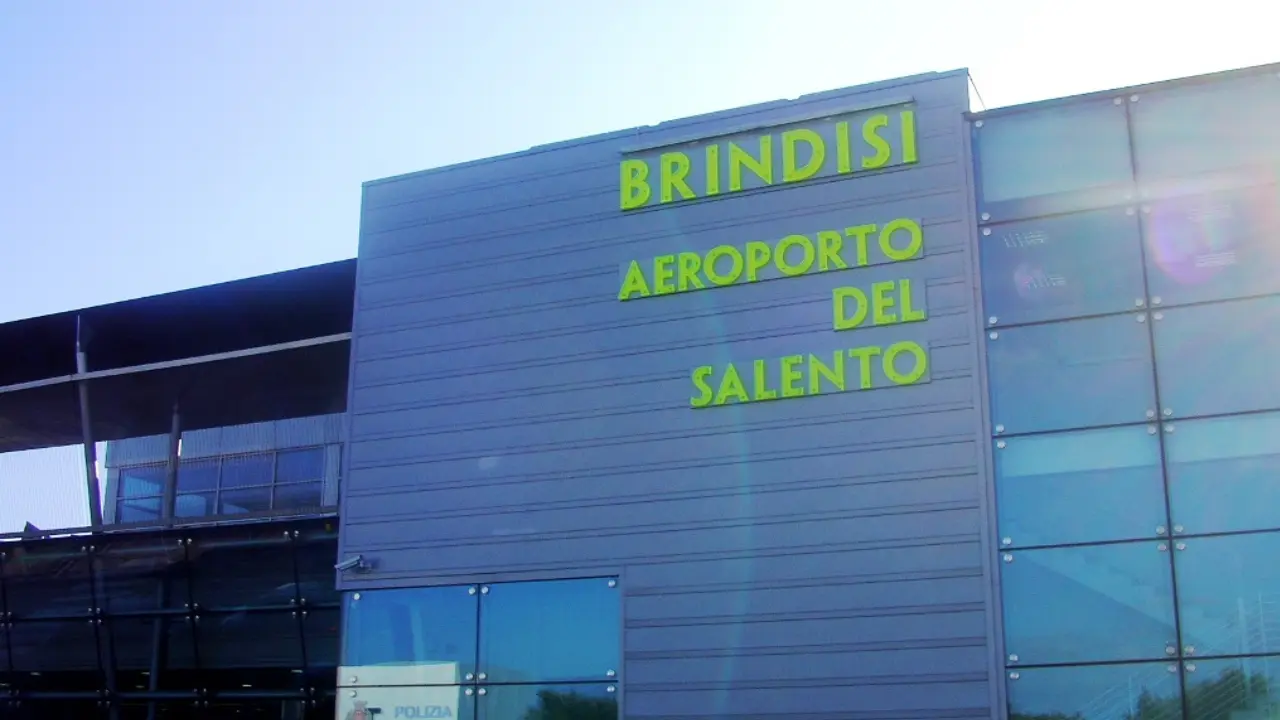 BRINDISI
AEROPORTO
DEL
SALENTO
POLIZIA